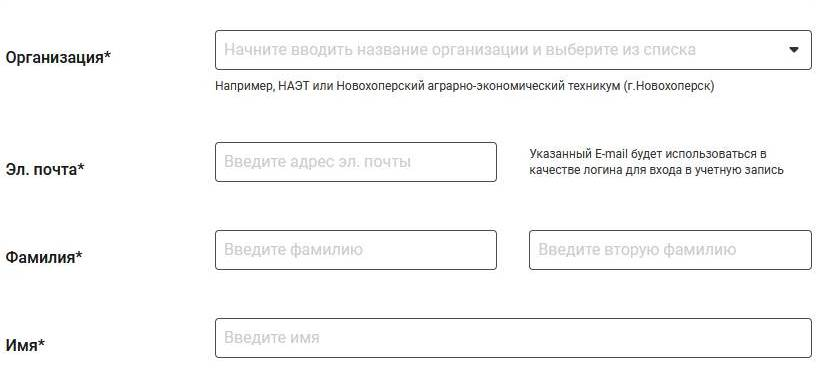 Организация*
Начните вводить название организации и выберите из списка
Например, НАЭТ или Новохоперский аграрно-экономический техникум (г.Новохоперск)
Эл. почта*
Введите адрес эл. почты
Указанный E-mail будет использоваться в
качестве логина для входа в учетную запись
Фамилия*
Введите фамилию
Введите вторую фамилию
Имя*
Введите имя